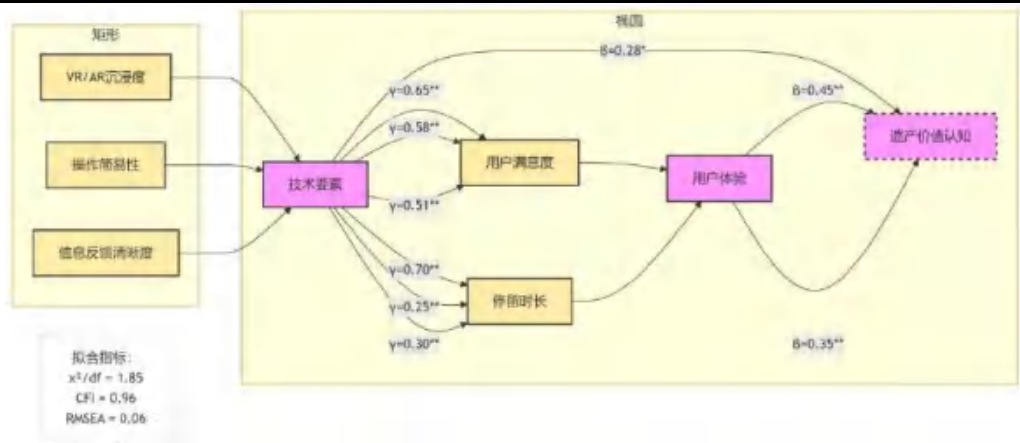 矩形
VR/AR沉浸度
操作简易性
信息反馈清晰度
椭圆
技术要素
γ=0.65**
γ=0.58**
γ=0.51**
γ=0.70**
γ=0.25**
γ=0.30**
用户满意度
停留时长
用户体验
β=0.28*
β=0.45**
β=0.35**
遗产价值认知
拟合指标:
χ²/df = 1.85
CFI = 0.96
RMSEA = 0.06